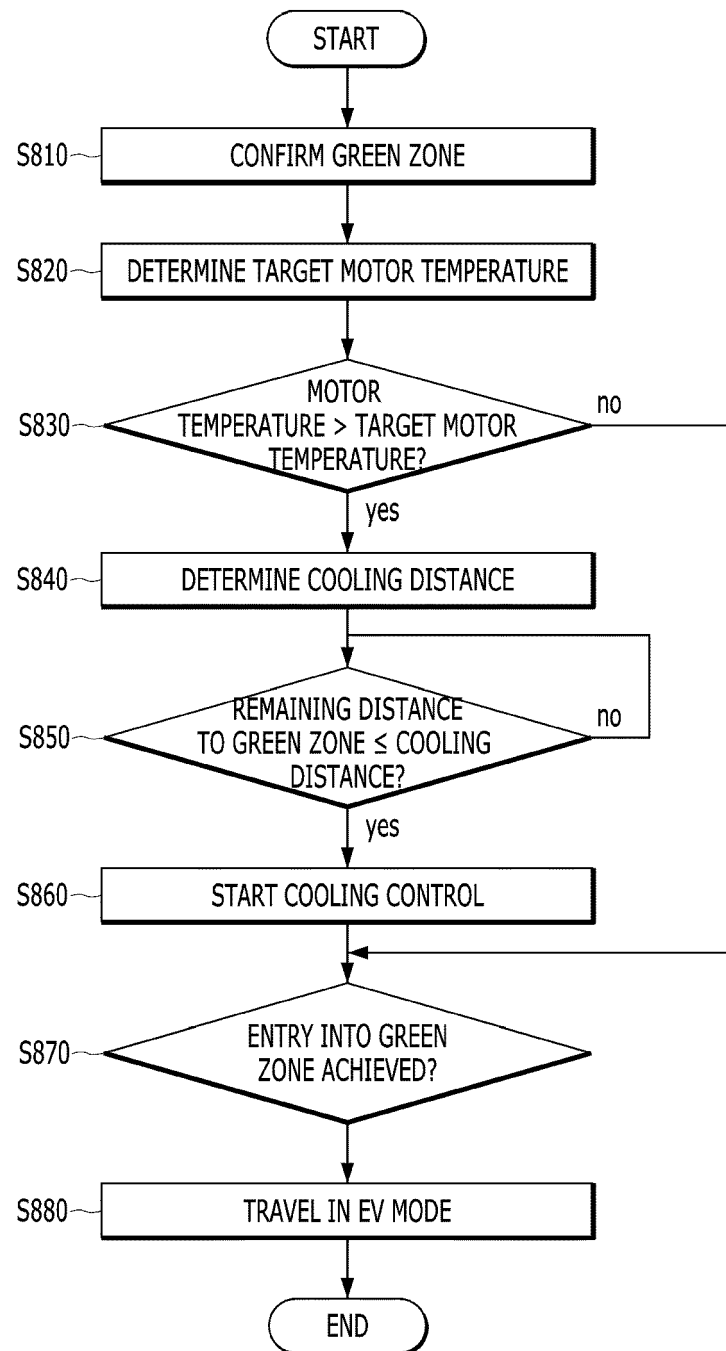 START
S810
CONFIRM GREEN ZONE
S820
DETERMINE TARGET MOTOR TEMPERATURE
S830
MOTOR
TEMPERATURE > TARGET MOTOR
TEMPERATURE?
no
yes
S840
DETERMINE COOLING DISTANCE
S850
REMAINING DISTANCE
TO GREEN ZONE ≤ COOLING
DISTANCE?
no
yes
S860
START COOLING CONTROL
S870
ENTRY INTO GREEN
ZONE ACHIEVED?
S880
TRAVEL IN EV MODE
END